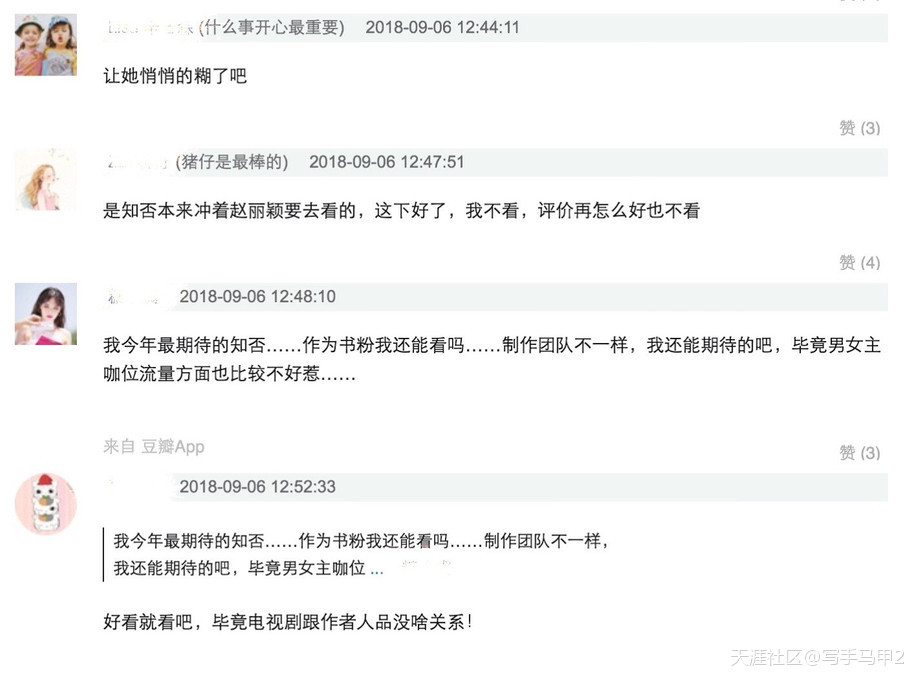 (什么事开心最重要) 2018-09-06 12:44:11
让她悄悄的糊了吧
赞 (3)
(猪仔是最棒的) 2018-09-06 12:47:51
是知否本来冲着赵丽颖要去看的，这下好了，我不看，评价再怎么好也不看
赞 (4)
2018-09-06 12:48:10
我今年最期待的知否……作为书粉我还能看吗……制作团队不一样，我还能期待的吧，毕竟男女主
咖位流量方面也比较不好惹……
来自 豆瓣App
赞 (3)
2018-09-06 12:52:33
我今年最期待的知否……作为书粉我还能看吗……制作团队不一样，
我还能期待的吧，毕竟男女主咖位 ...
好看就看吧，毕竟电视剧跟作者人品没啥关系！
天涯社区@写手马甲2